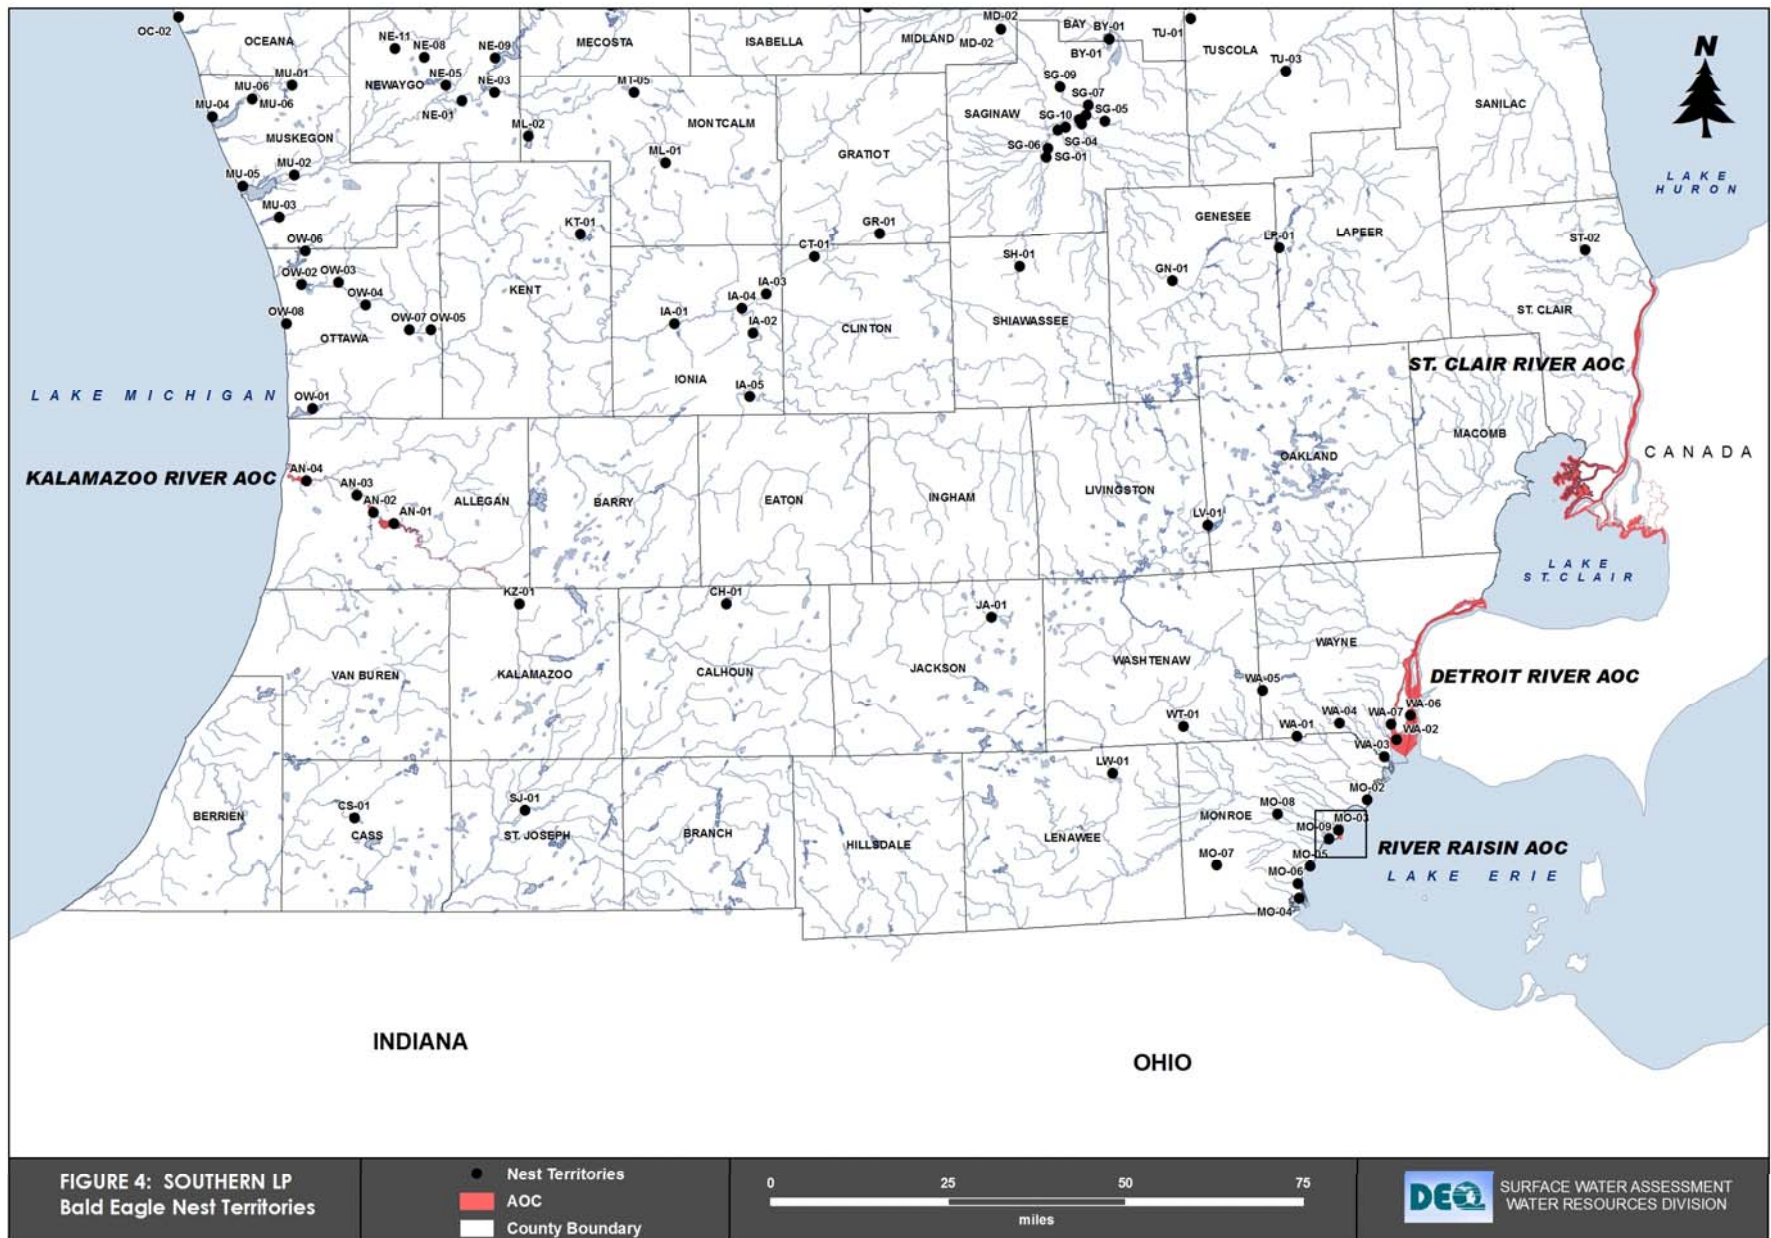 OC-02
OCEANA
NE-11
NE-08
NE-09
MECOSTA
ISABELLA
MIDLAND
MD-02
MD-02
BAY
BY-01
BY-01
TU-01
TUSCOLA
TU-03
SANILAC
N
LAKE
HURON
MU-01
MU-06
MU-06
MU-04
NEWAYGO
NE-05
NE-03
NE-01
MT-05
ML-02
MONTCALM
ML-01
MUSKEGON
MU-02
MU-05
MU-03
GRATIOT
SAGINAW
SG-09
SG-07
SG-05
SG-10
SG-04
SG-06
SG-01
GENESEE
LAPEER
LP-01
GN-01
ST-02
ST. CLAIR
KT-01
GR-01
CT-01
SH-01
OW-06
OW-02
OW-03
OW-04
OW-08
OW-07
OW-05
OTTAWA
KENT
IA-03
IA-04
IA-01
IA-02
CLINTON
SHIAWASSEE
IONIA
IA-05
OW-01
LAKE MICHIGAN
ST. CLAIR RIVER AOC
MACOMB
CANADA
OAKLAND
KALAMAZOO RIVER AOC
AN-04
AN-03
AN-02
AN-01
ALLEGAN
BARRY
EATON
INGHAM
LIVINGSTON
LV-01
LAKE
ST. CLAIR
KZ-01
CH-01
JA-01
VAN BUREN
KALAMAZOO
CALHOUN
JACKSON
WASHTENAW
WAYNE
DETROIT RIVER AOC
WA-05
WT-01
WA-01
WA-04
WA-07
WA-06
WA-02
WA-03
LW-01
MO-02
BERRIEN
CS-01
CASS
SJ-01
ST. JOSEPH
BRANCH
HILLSDALE
LENAWEE
MONROE
MO-08
MO-03
MO-09
MO-07
MO-05
MO-06
MO-04
RIVER RAISIN AOC
LAKE ERIE
INDIANA
OHIO
FIGURE 4: SOUTHERN LP
Bald Eagle Nest Territories
Nest Territories
AOC
County Boundary
0 25 50 75
miles
DEQ
SURFACE WATER ASSESSMENT
WATER RESOURCES DIVISION